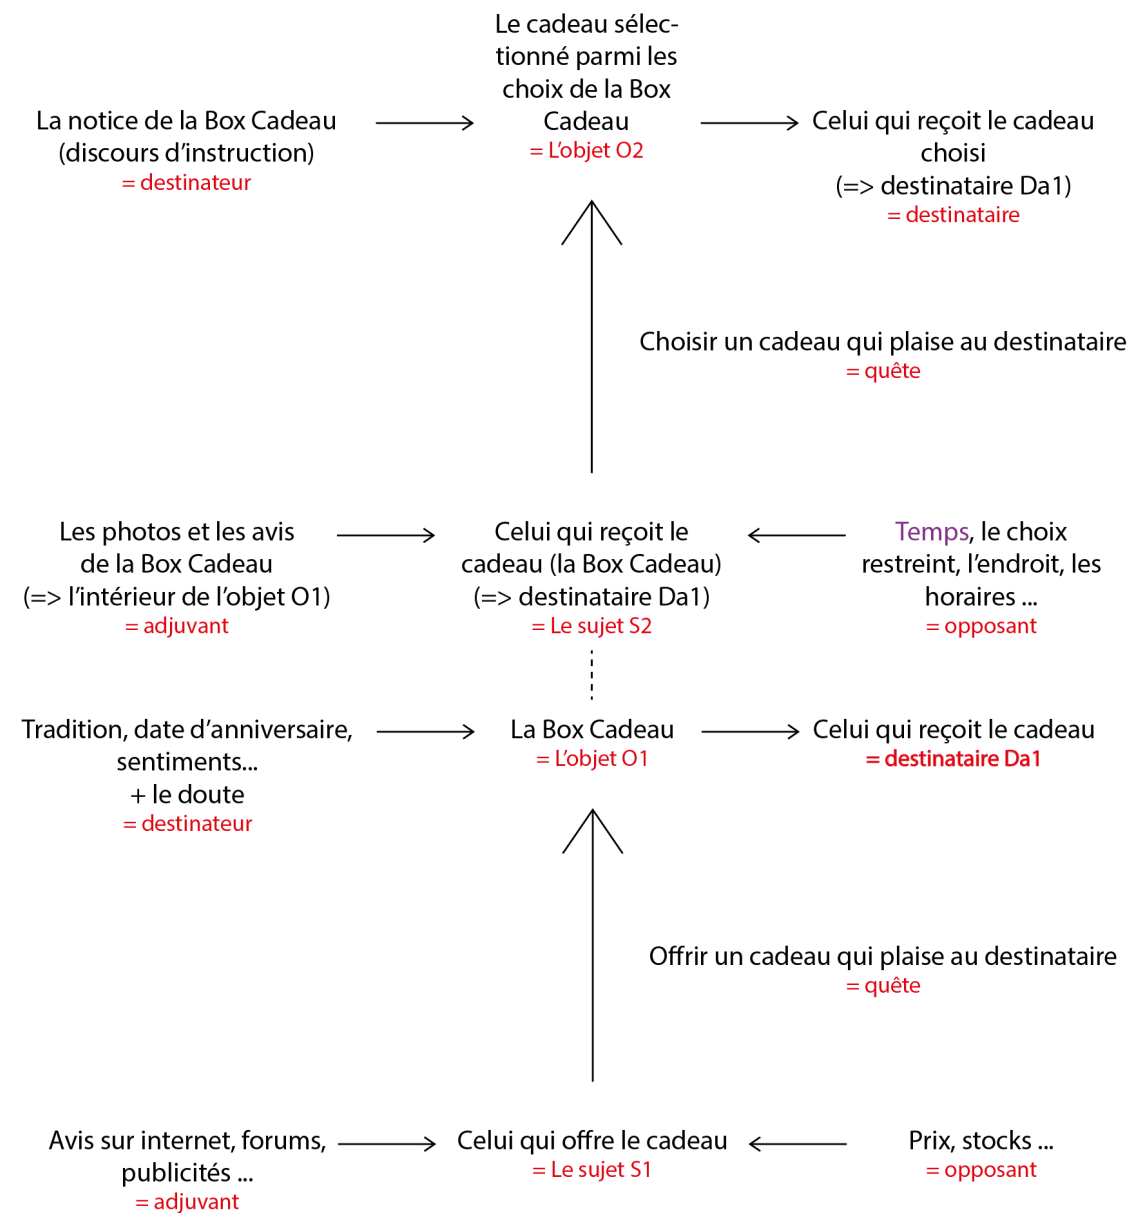 Le cadeau sélec-
tionné parmi les
choix de la Box
Cadeau
= L'objet O2
La notice de la Box Cadeau
(discours d'instruction)
= destinateur
Celui qui reçoit le cadeau
choisi
(=> destinataire Da1)
= destinataire
Choisir un cadeau qui plaise au destinataire
= quête
Les photos et les avis
de la Box Cadeau
(=> l'intérieur de l'objet O1)
= adjuvant
Celui qui reçoit le
cadeau (la Box Cadeau)
(=> destinataire Da1)
= Le sujet S2
Temps, le choix
restreint, l'endroit, les
horaires ...
= opposant
Tradition, date d'anniversaire,
sentiments...
+ le doute
= destinateur
La Box Cadeau
= L'objet O1
Celui qui reçoit le cadeau
= destinataire Da1
Offrir un cadeau qui plaise au destinataire
= quête
Avis sur internet, forums,
publicités ...
= adjuvant
Celui qui offre le cadeau
= Le sujet S1
Prix, stocks ...
= opposant